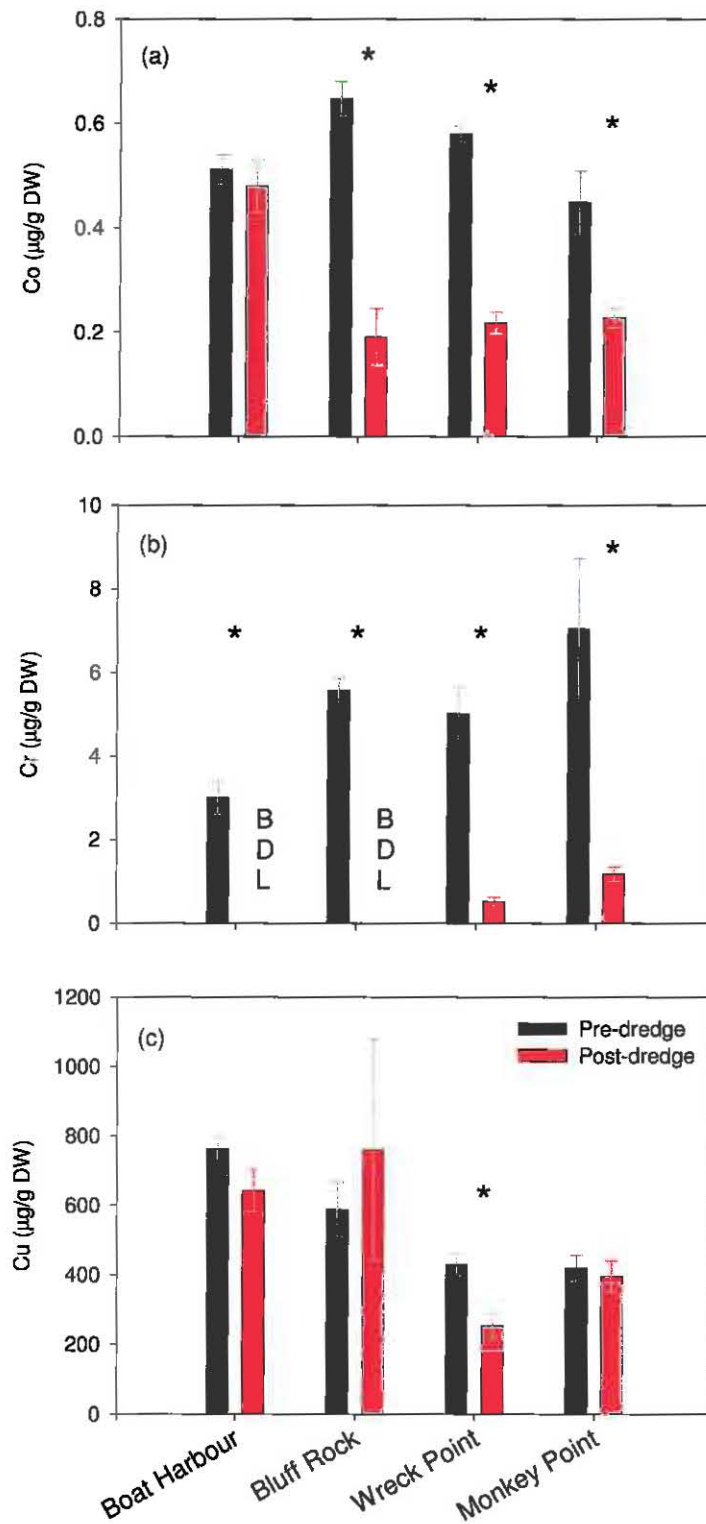 0.8
(a)
*
*
*
0.6
Co (µg/g DW)
0.4
0.2
0.0
10
(b)
*
8
*
*
*
6
Cr (µg/g DW)
4
B
D
L
B
D
L
2
0
1200
(c)
Pre-dredge
Post-dredge
1000
800
*
Cu (µg/g DW)
600
400
200
0
Boat Harbour
Bluff Rock
Wreck Point
Monkey Point